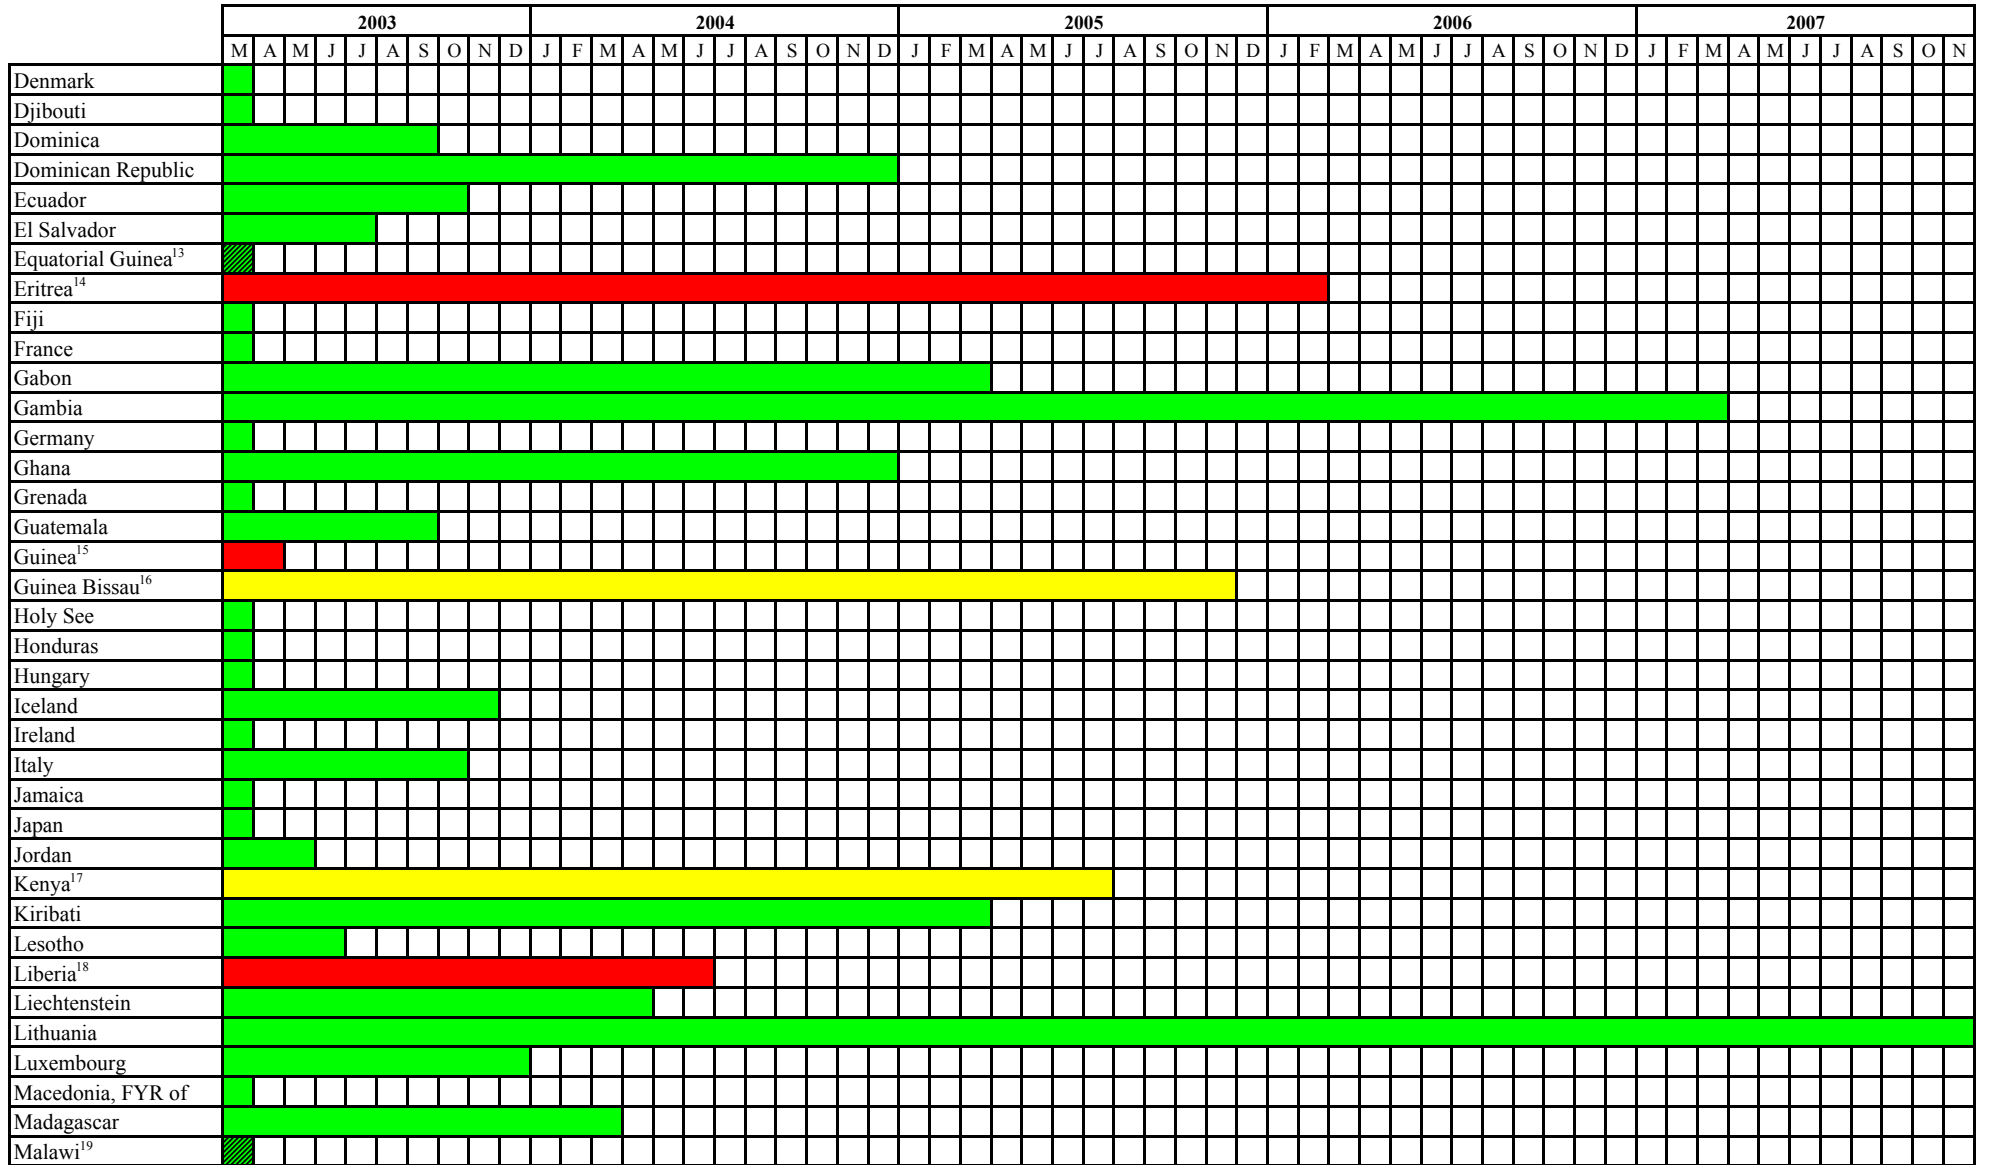 2003 2004 2005 2006 2007
M A M J J A S O N D J F M A M J J A S O N D J F M A M J J A S O N D J F M A M J J A S O N D J F M A M J J A S O N
Denmark
Djibouti
Dominica
Dominican Republic
Ecuador
El Salvador
Equatorial Guinea13
Eritrea14
Fiji
France
Gabon
Gambia
Germany
Ghana
Grenada
Guatemala
Guinea15
Guinea Bissau16
Holy See
Honduras
Hungary
Iceland
Ireland
Italy
Jamaica
Japan
Jordan
Kenya17
Kiribati
Lesotho
Liberia18
Liechtenstein
Lithuania
Luxembourg
Macedonia, FYR of
Madagascar
Malawi19